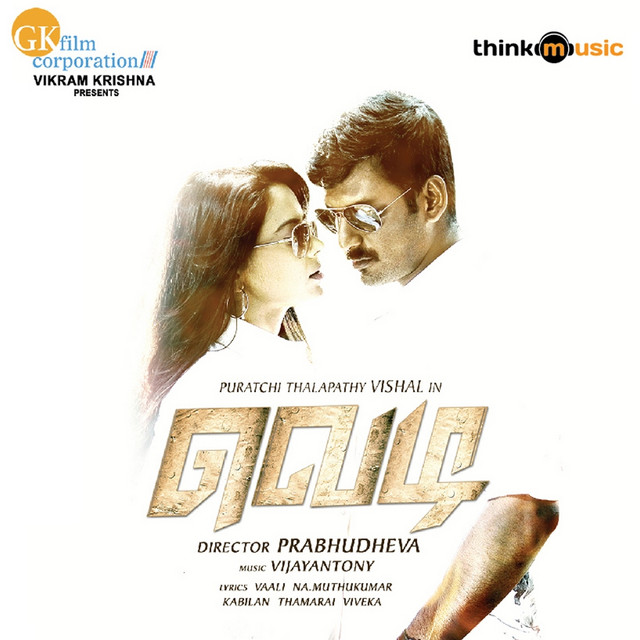 GK film
corporation
VIKRAM KRISHNA
PRESENTS
thinkmusic
PURATCHI THALAPATHY VISHAL IN
வெடி
DIRECTOR PRABHUDHEVA
MUSIC VIJAYANTONY
LYRICS VAALI NA.MUTHUKUMAR
KABILAN THAMARAI VIVEKA